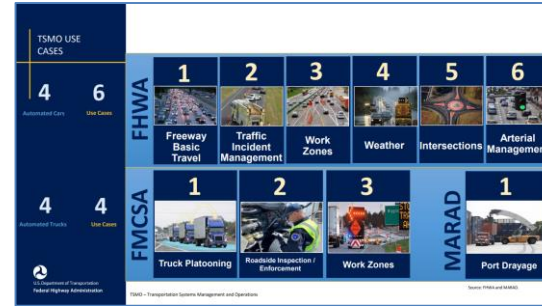 TSMO USE
CASES
4 6
Automated Cars Use Cases
4 4
Automated Trucks Use Cases
U.S. Department of Transportation
Federal Highway Administration
FHWA
1 2 3 4 5 6
Freeway
Basic
Travel
Traffic
Incident
Management
Work
Zones
Weather
Intersections
Arterial
Managemen
FMCSA
1 2 3
Truck Platooning
Roadside Inspection /
Enforcement
Work Zones
MARAD
1
Port Drayage
TSMO – Transportation Systems Management and Operations
Source: FHWA and MARAD.